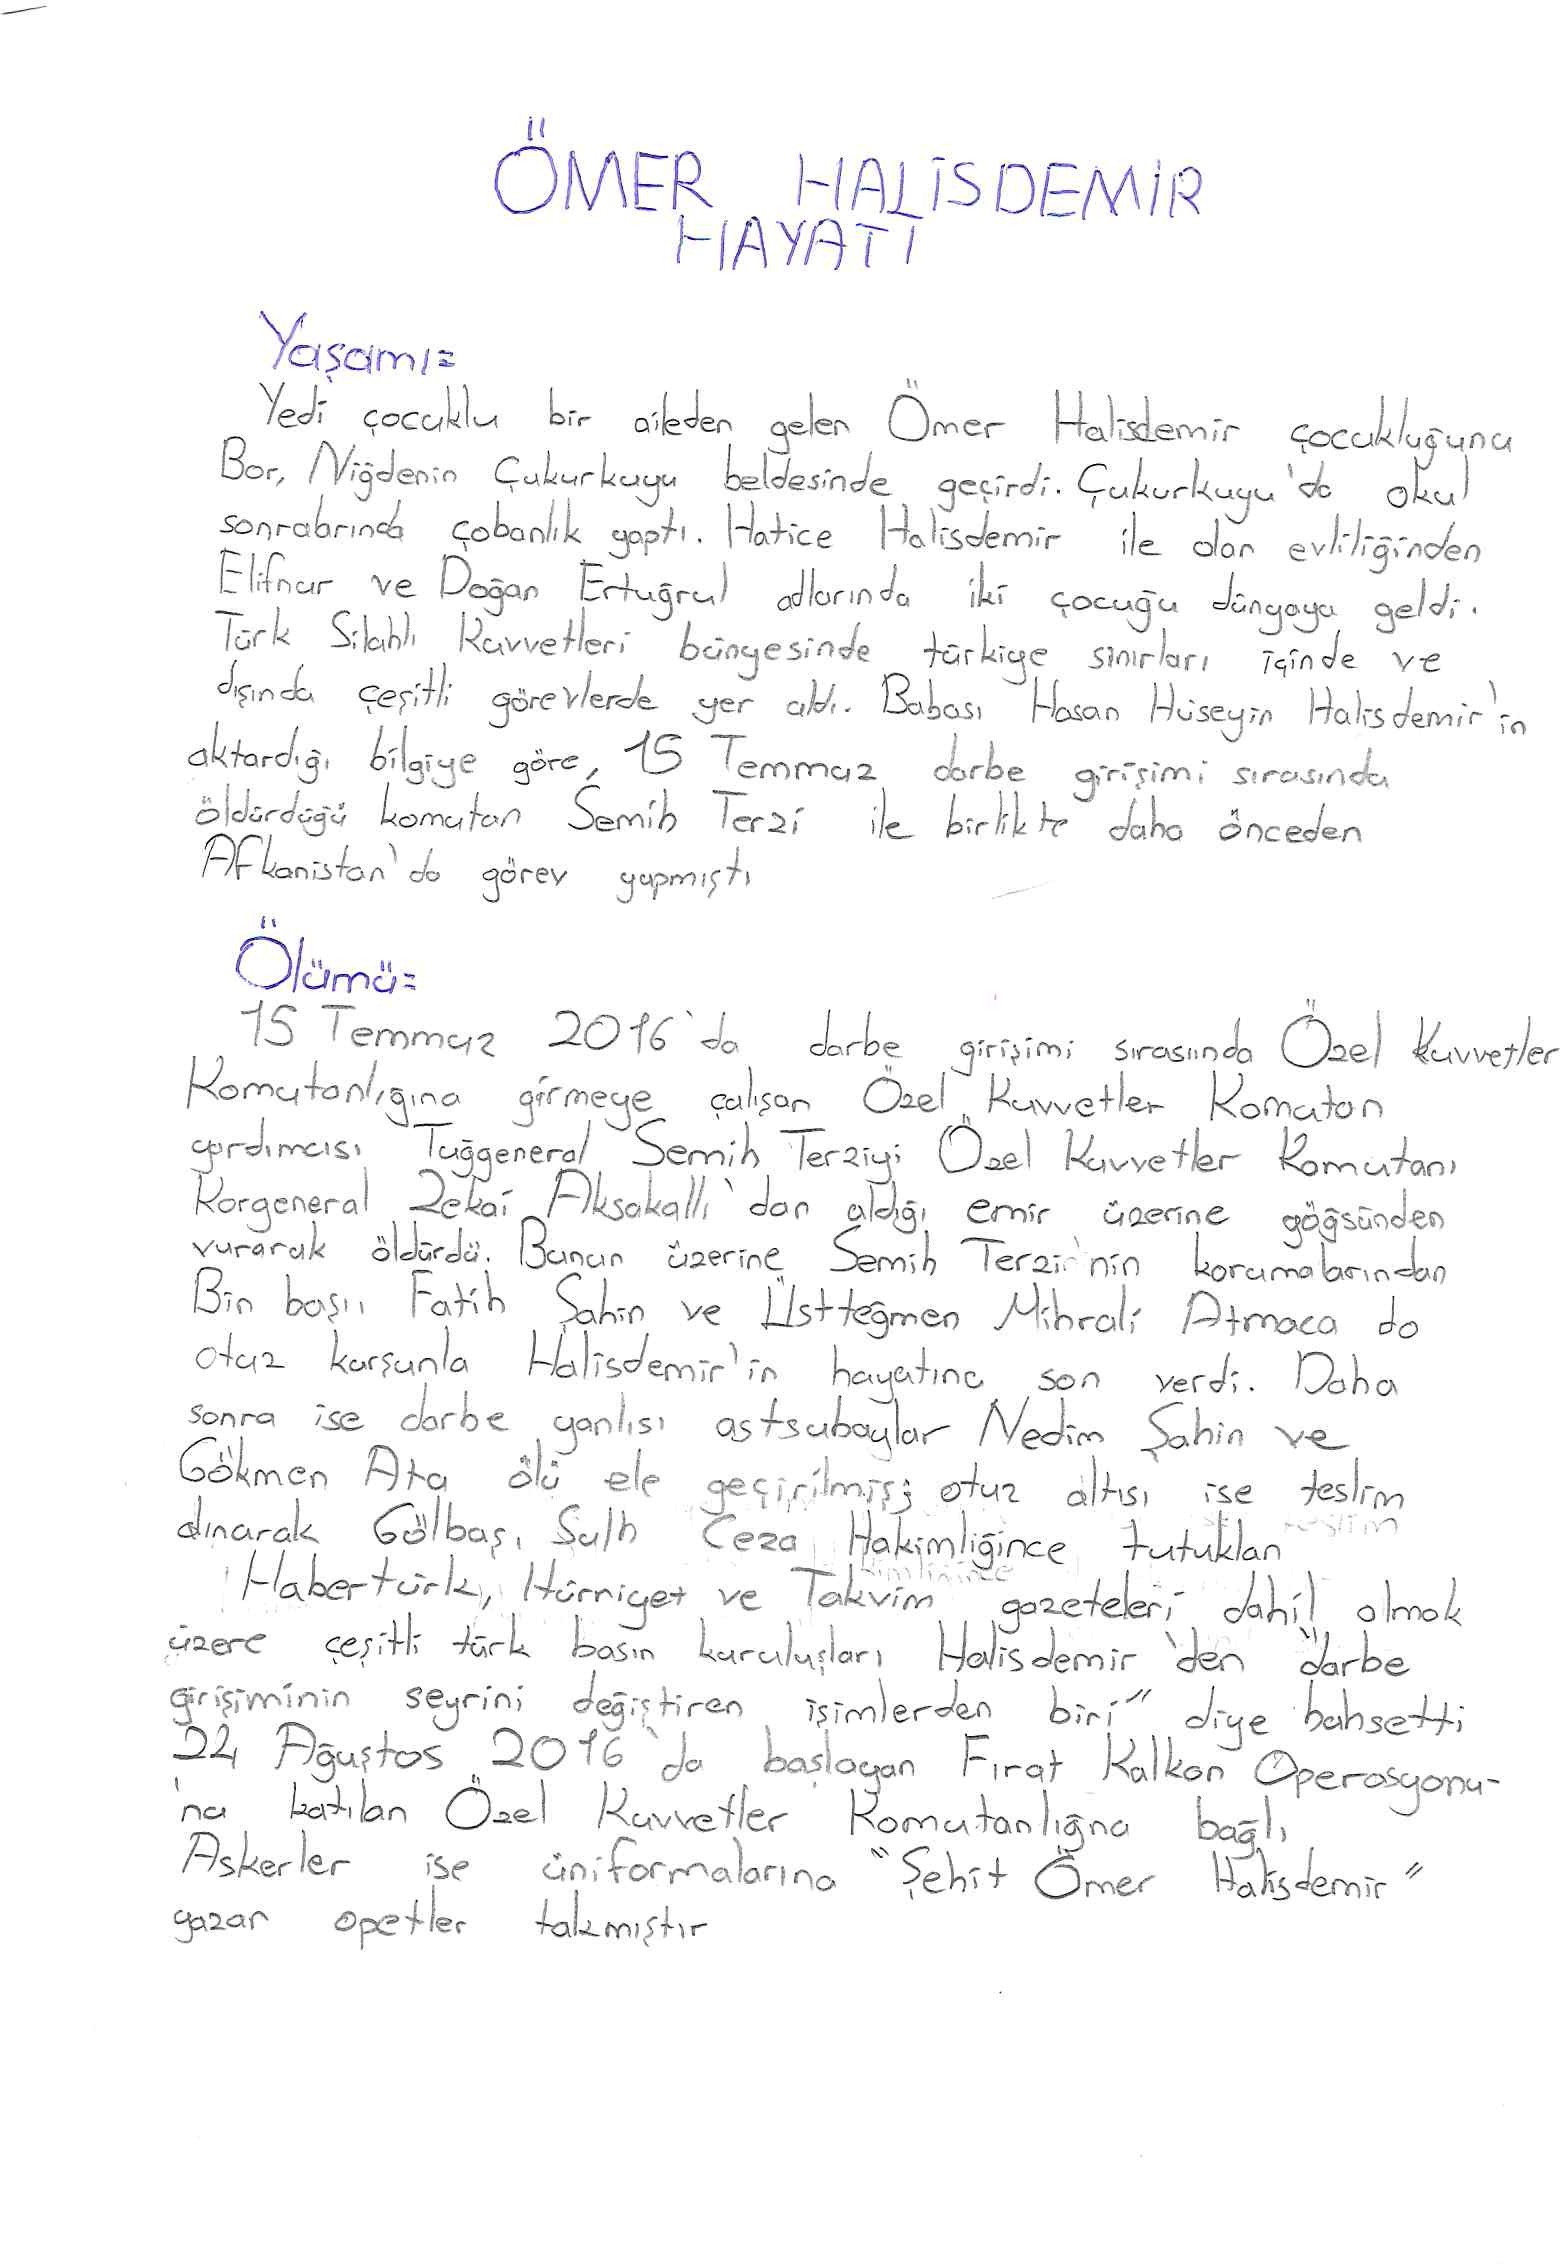 ÖMER HALİSDEMİR
HAYATI
Yaşamı=
Yedi çocuklu bir aileden gelen Ömer Halisdemir çocukluğunu
Bor, Niğdenin Çukurkuyu beldesinde geçirdi. Çukurkuyu'da okul
sonralarında çobanlık yaptı. Hatice Halisdemir ile olan evliliğinden
Elifnur ve Doğan Ertuğrul adlarında iki çocuğu dünyaya geldi.
Türk Silahlı Kuvvetleri bünyesinde türkiye sınırları içinde ve
dışında çeşitli görevlerde yer aldı. Babası Hasan Hüseyin Halisdemir'in
aktardığı bilgiye göre, 15 Temmuz darbe girişimi sırasında
öldürdüğü komutan Semih Terzi ile birlikte daha önceden
Afkanistan'da görev yapmıştı
Ölümü=
15 Temmuz 2016'da darbe girişimi sırasıında Özel Kuvvetler
Komutanlığına girmeye çalışan Özel Kuvvetler Komutan
yardımcısı Tuğgeneral Semih Terziyi Özel Kuvvetler Komutanı
Korgeneral Zekai Aksakallı'dan aldığı emir üzerine göğsünden
vurarak öldürdü. Bunun üzerine Semih Terzi'nin korumalarından
Bin başıı Fatih Şahin ve Üstteğmen Mihrali Atmaca da
otuz kurşunla Halisdemir'in hayatına son verdi. Daha
sonra ise darbe yanlısı astsubaylar Nedim Şahin ve
Gökmen Ata ölü ele geçirilmiş; otuz altısı ise teslim
alınarak Gölbaşı Sulh Ceza Hakimliğince tutuklan
Habertürk, Hürriyet ve Takvim gazeteleri dahil olmak
üzere çeşitli türk basın kuruluşları Halisdemir'den "darbe
girişiminin seyrini değiştiren isimlerden biri" diye bahsetti
24 Ağustos 2016'da başlayan Fırat Kalkan Operasyonu-
'na katılan Özel Kuvvetler Komutanlığna bağlı
Askerler ise üniformalarına "Şehit Ömer Halisdemir"
yazan opetler takmıştır